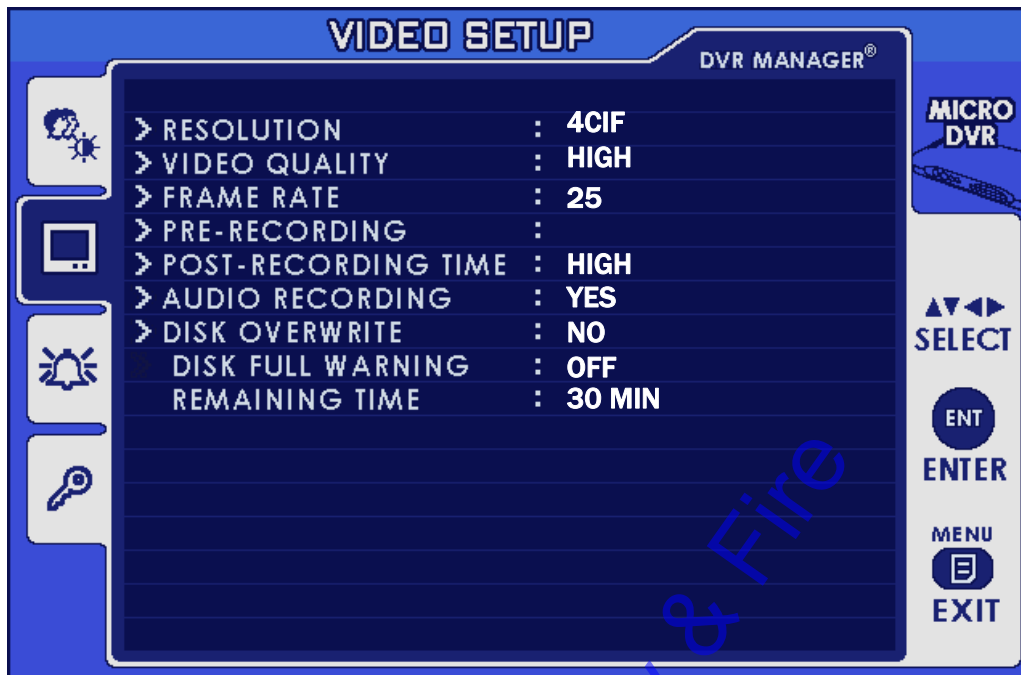 VIDEO SETUP
DVR MANAGER®
MICRO
DVR
> RESOLUTION : 4CIF
> VIDEO QUALITY : HIGH
> FRAME RATE : 25
> PRE-RECORDING :
> POST-RECORDING TIME : HIGH
> AUDIO RECORDING : YES
> DISK OVERWRITE : NO
DISK FULL WARNING : OFF
REMAINING TIME : 30 MIN
SELECT
ENT
ENTER
MENU
EXIT
& Fire